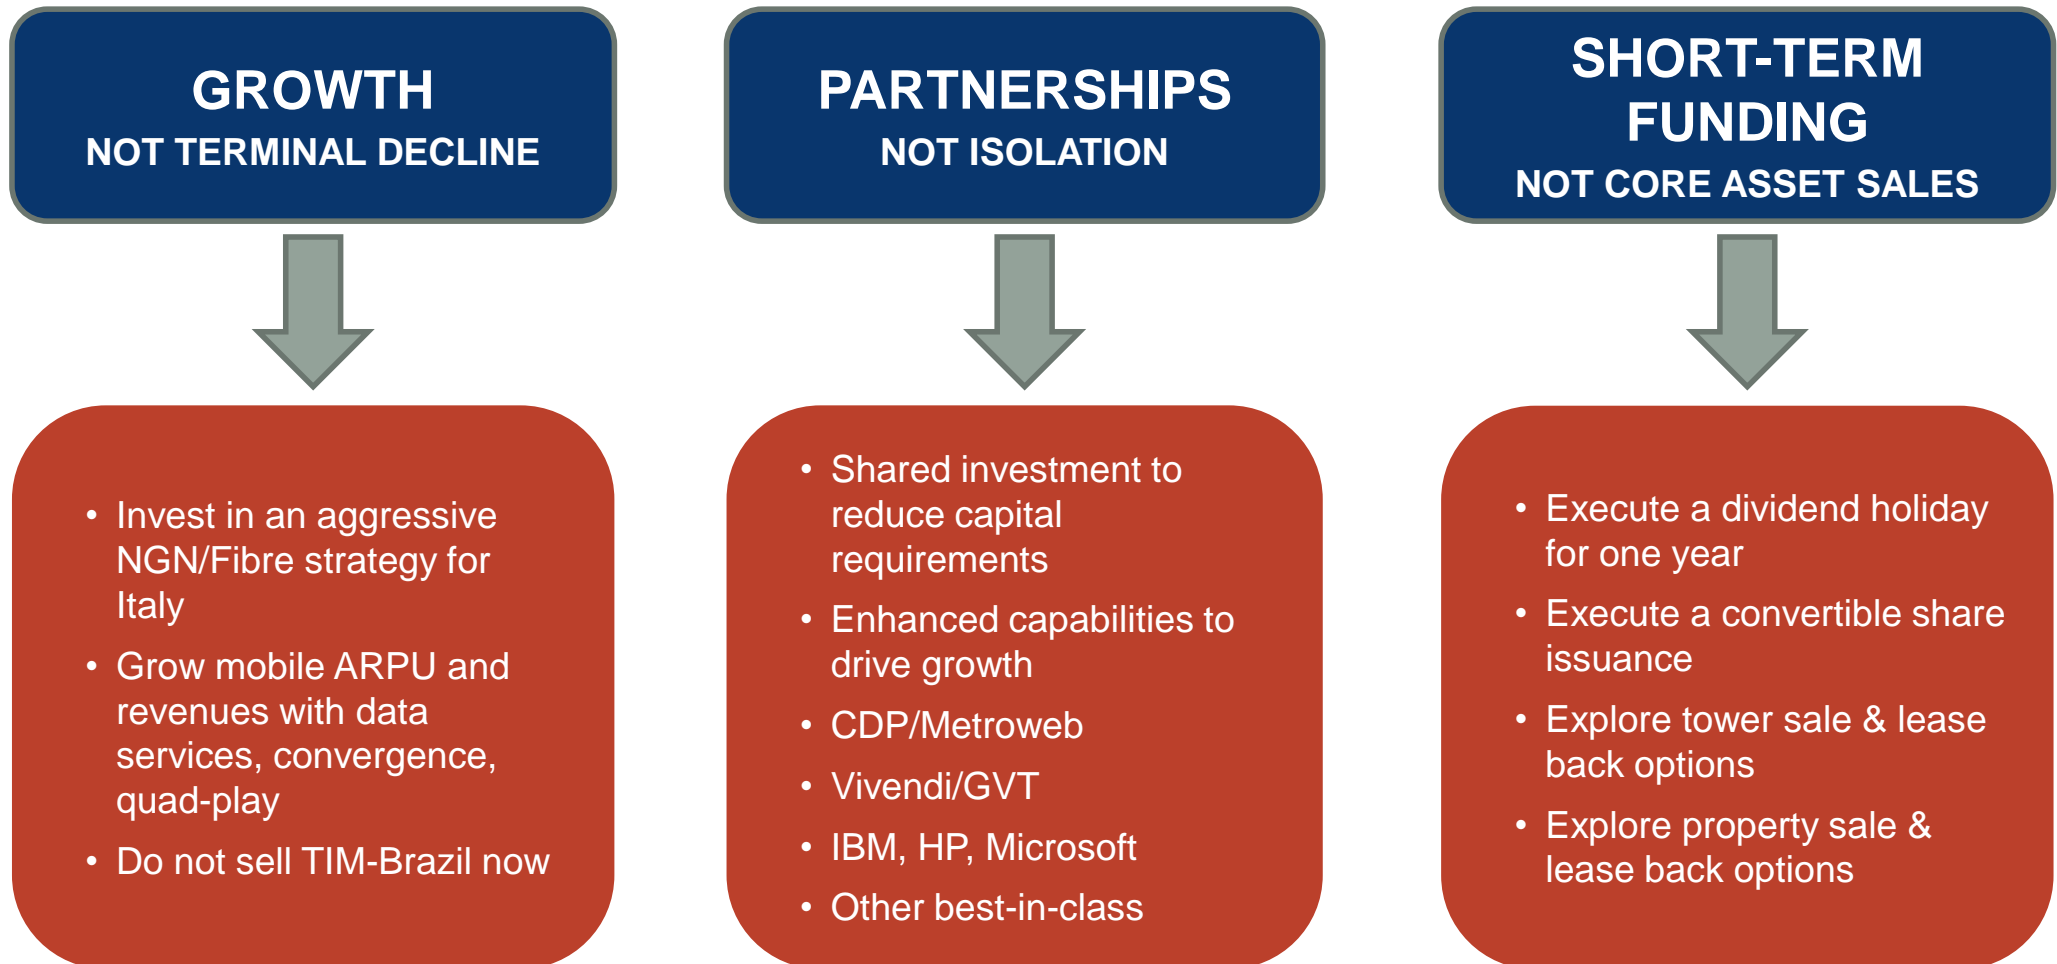 GROWTH
NOT TERMINAL DECLINE
• Invest in an aggressive
NGN/Fibre strategy for
Italy
• Grow mobile ARPU and
revenues with data
services, convergence,
quad-play
• Do not sell TIM-Brazil now
PARTNERSHIPS
NOT ISOLATION
• Shared investment to
reduce capital
requirements
• Enhanced capabilities to
drive growth
• CDP/Metroweb
• Vivendi/GVT
• IBM, HP, Microsoft
• Other best-in-class
SHORT-TERM
FUNDING
NOT CORE ASSET SALES
• Execute a dividend holiday
for one year
• Execute a convertible share
issuance
• Explore tower sale & lease
back options
• Explore property sale &
lease back options